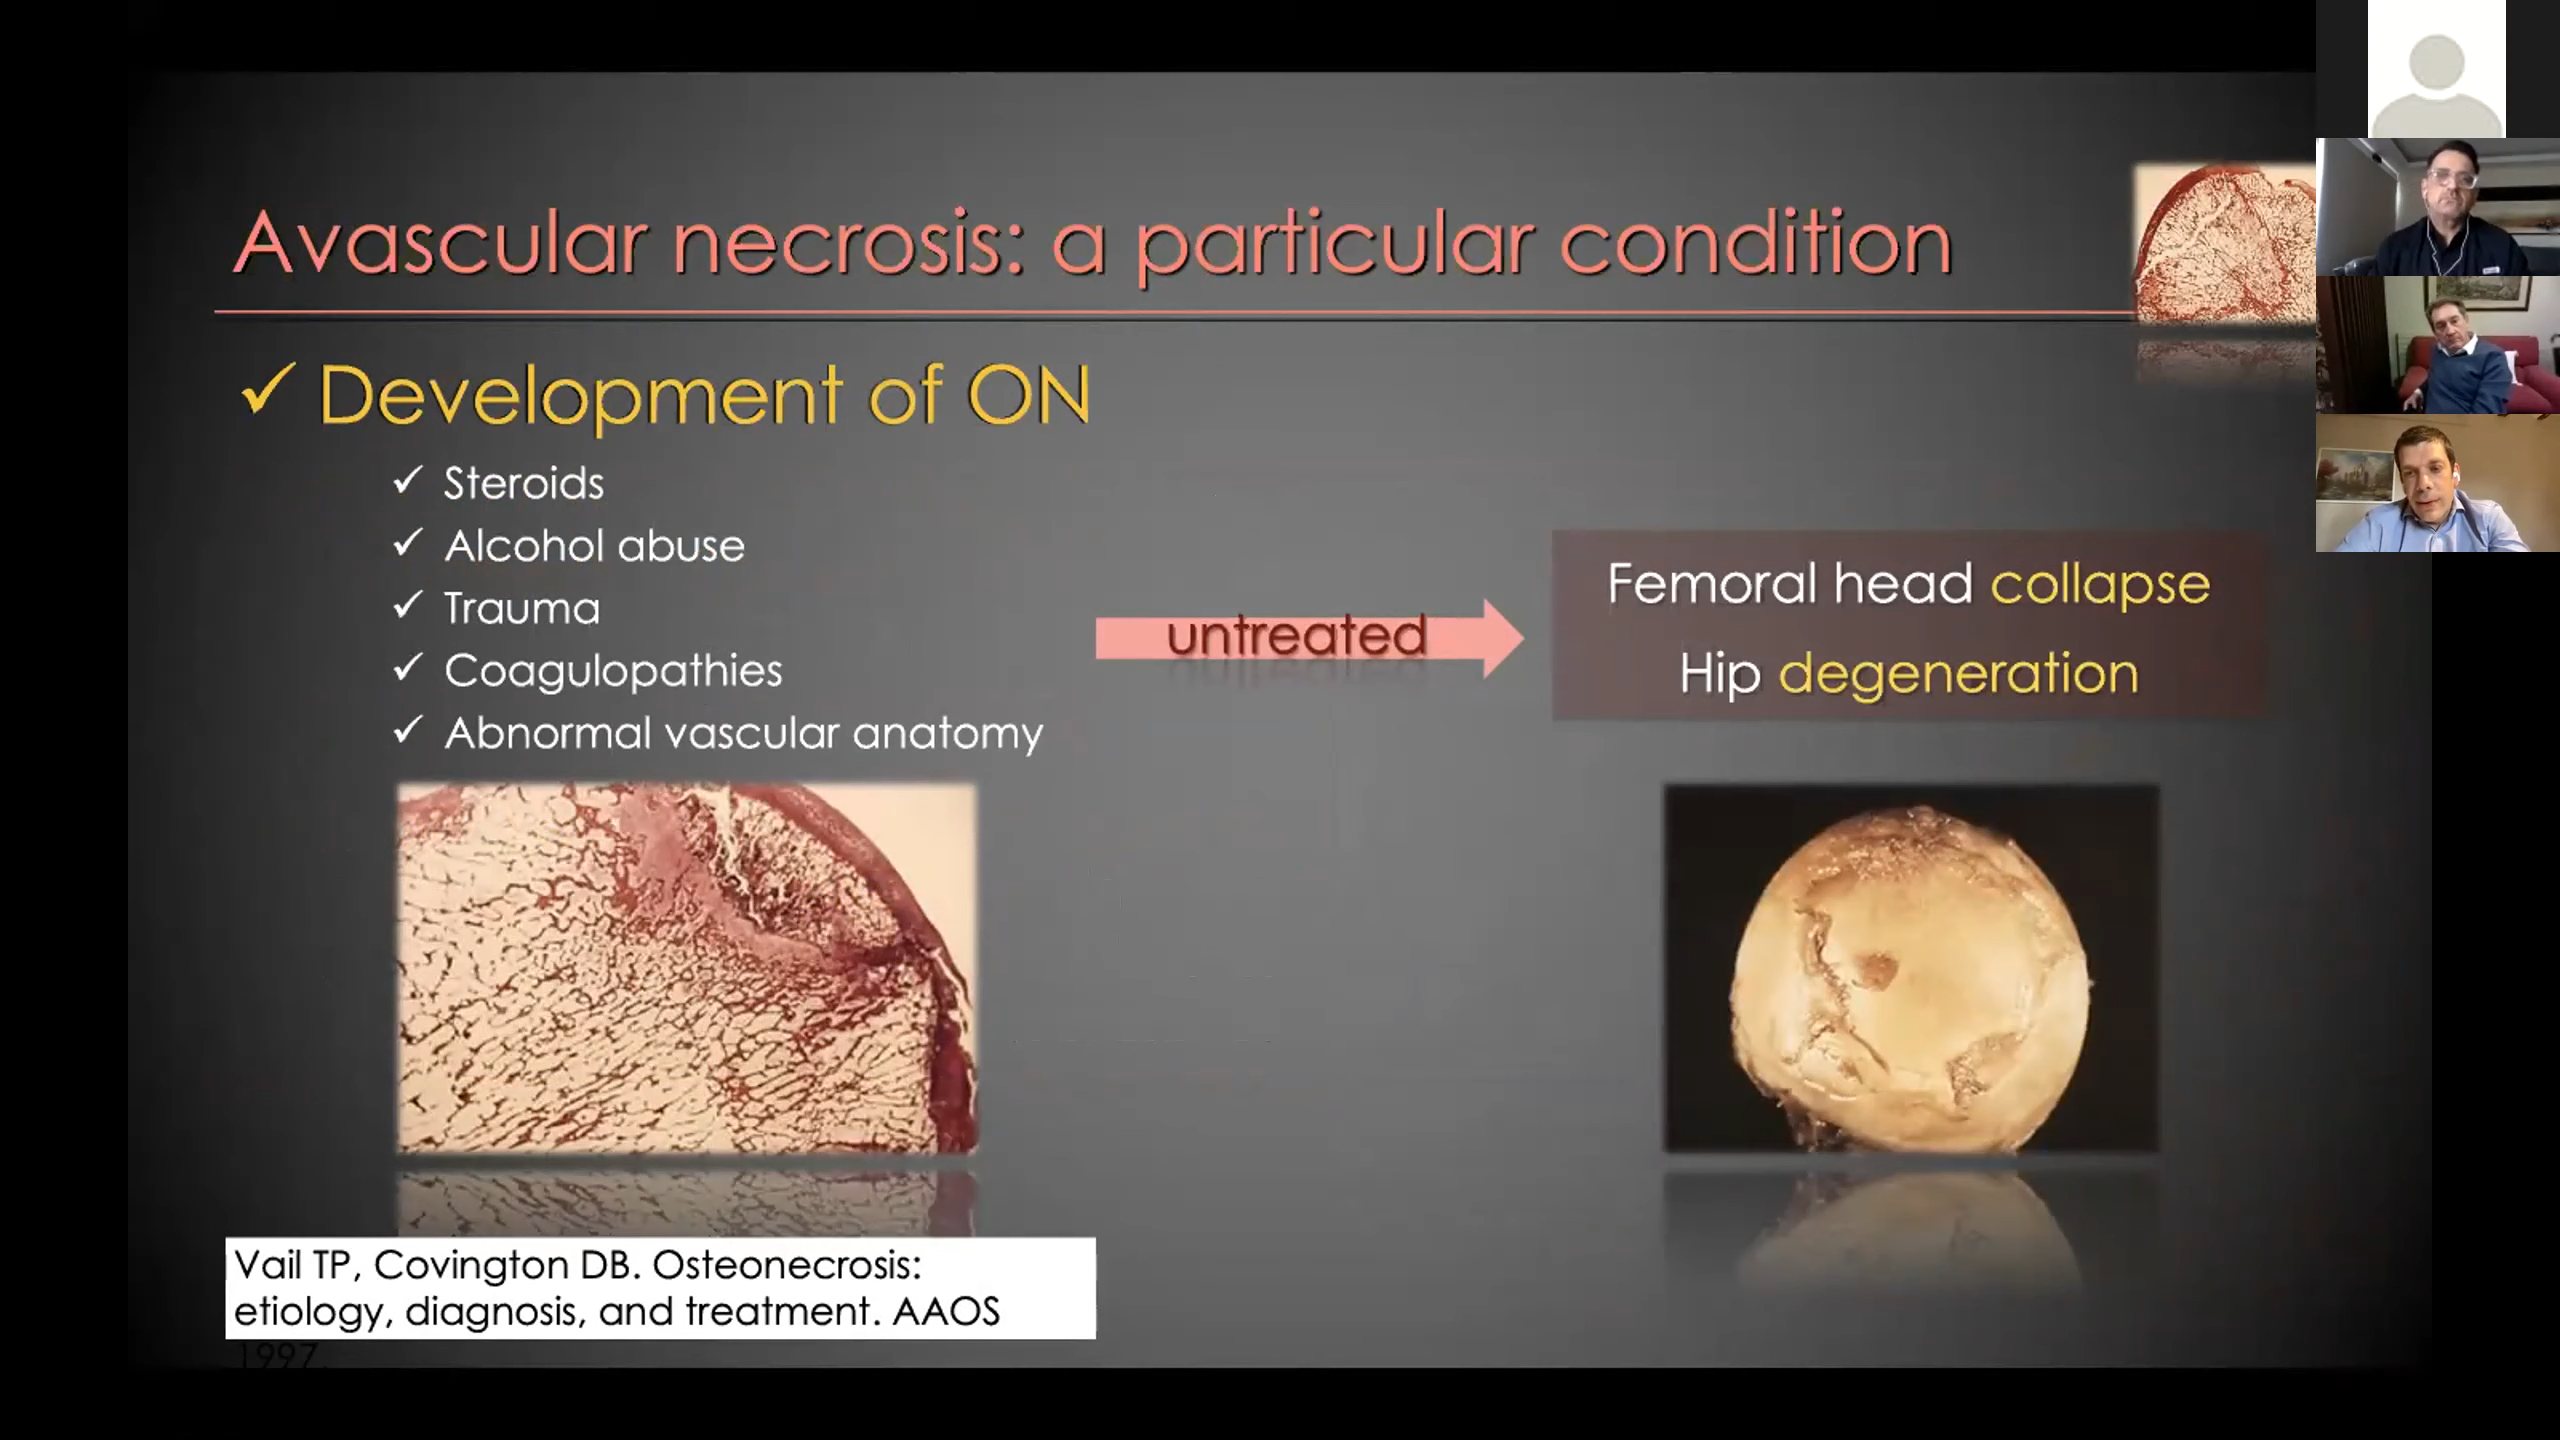 Avascular necrosis: a particular condition
✓ Development of ON
✓ Steroids
✓ Alcohol abuse
✓ Trauma
✓ Coagulopathies
✓ Abnormal vascular anatomy
untreated
Femoral head collapse
Hip degeneration
Vail TP, Covington DB. Osteonecrosis:
etiology, diagnosis, and treatment. AAOS
1997.